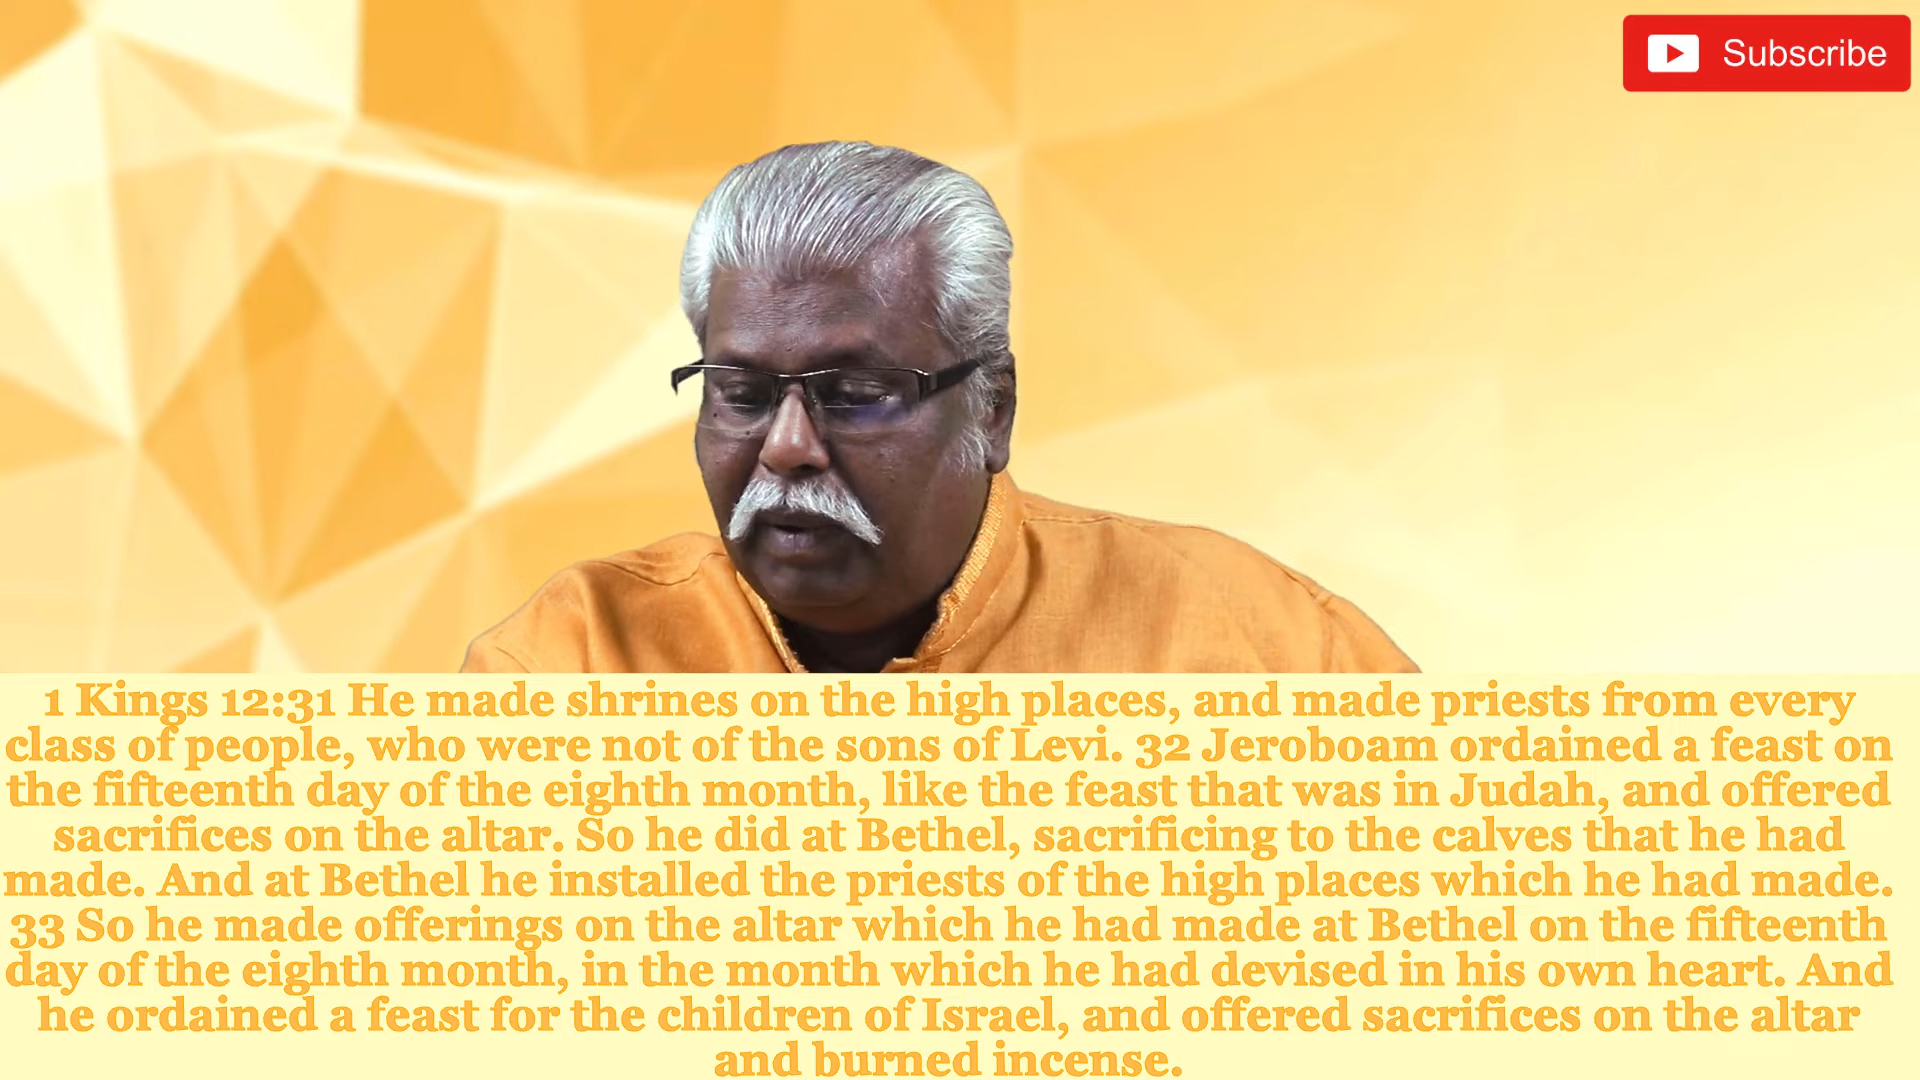 Subscribe
1 Kings 12:31 He made shrines on the high places, and made priests from every
class of people, who were not of the sons of Levi. 32 Jeroboam ordained a feast on
the fifteenth day of the eighth month, like the feast that was in Judah, and offered
sacrifices on the altar. So he did at Bethel, sacrificing to the calves that he had
made. And at Bethel he installed the priests of the high places which he had made.
33 So he made offerings on the altar which he had made at Bethel on the fifteenth
day of the eighth month, in the month which he had devised in his own heart. And
he ordained a feast for the children of Israel, and offered sacrifices on the altar
and burned incense.